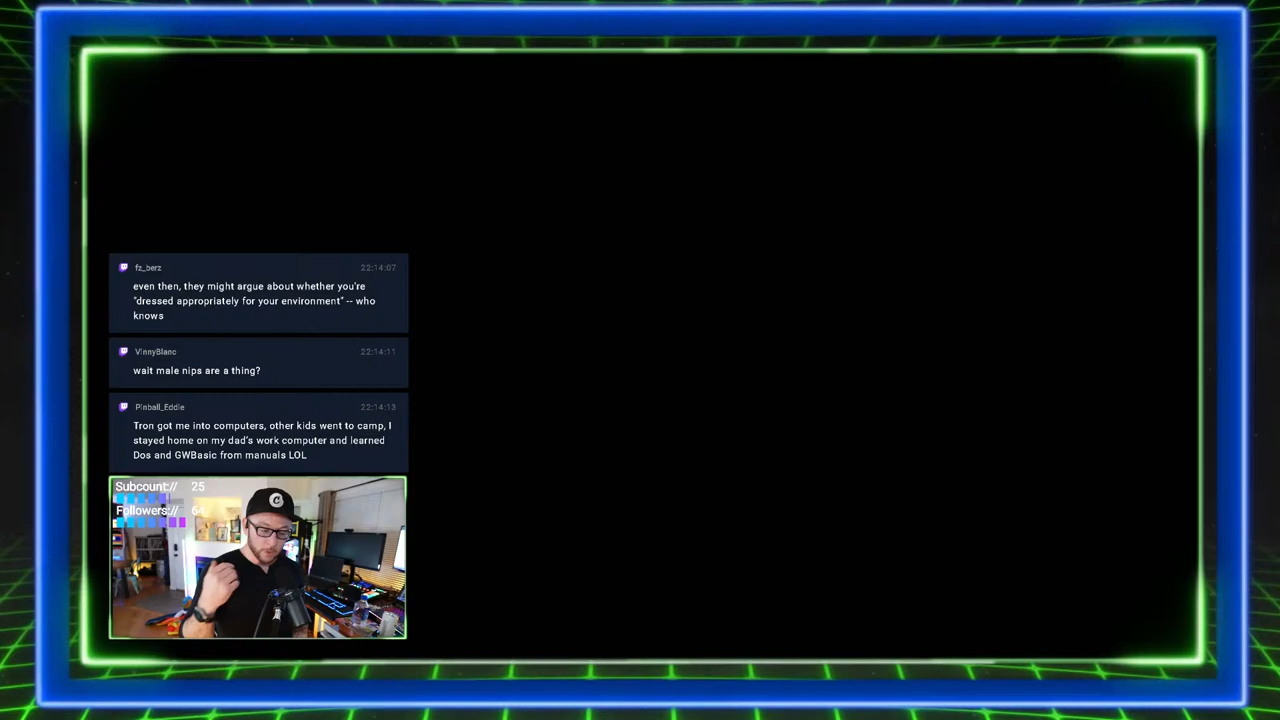 fz_berz 22:14:07
even then, they might argue about whether you're
"dressed appropriately for your environment" -- who
knows
VinnyBlanc 22:14:11
wait male nips are a thing?
Pinball_Eddie 22:14:13
Tron got me into computers, other kids went to camp, I
stayed home on my dad's work computer and learned
Dos and GWBasic from manuals LOL
Subcount:// 25
Followers:// 64